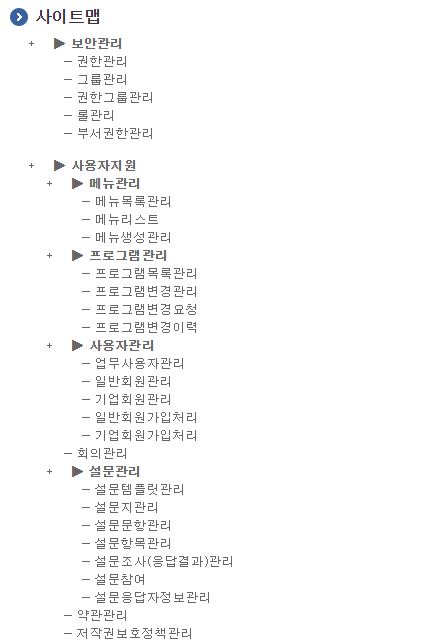 사이트맵
+ ▶ 보안관리
─ 권한관리
─ 그룹관리
─ 권한그룹관리
─ 롤관리
─ 부서권한관리
+ ▶ 사용자지원
+ ▶ 메뉴관리
─ 메뉴목록관리
─ 메뉴리스트
─ 메뉴생성관리
+ ▶ 프로그램관리
─ 프로그램목록관리
─ 프로그램변경관리
─ 프로그램변경요청
─ 프로그램변경이력
+ ▶ 사용자관리
─ 업무사용자관리
─ 일반회원관리
─ 기업회원관리
─ 일반회원가입처리
─ 기업회원가입처리
─ 회의관리
+ ▶ 설문관리
─ 설문템플릿관리
─ 설문지관리
─ 설문문항관리
─ 설문항목관리
─ 설문조사(응답결과)관리
─ 설문참여
─ 설문응답자정보관리
─ 약관관리
─ 저작권보호정책관리